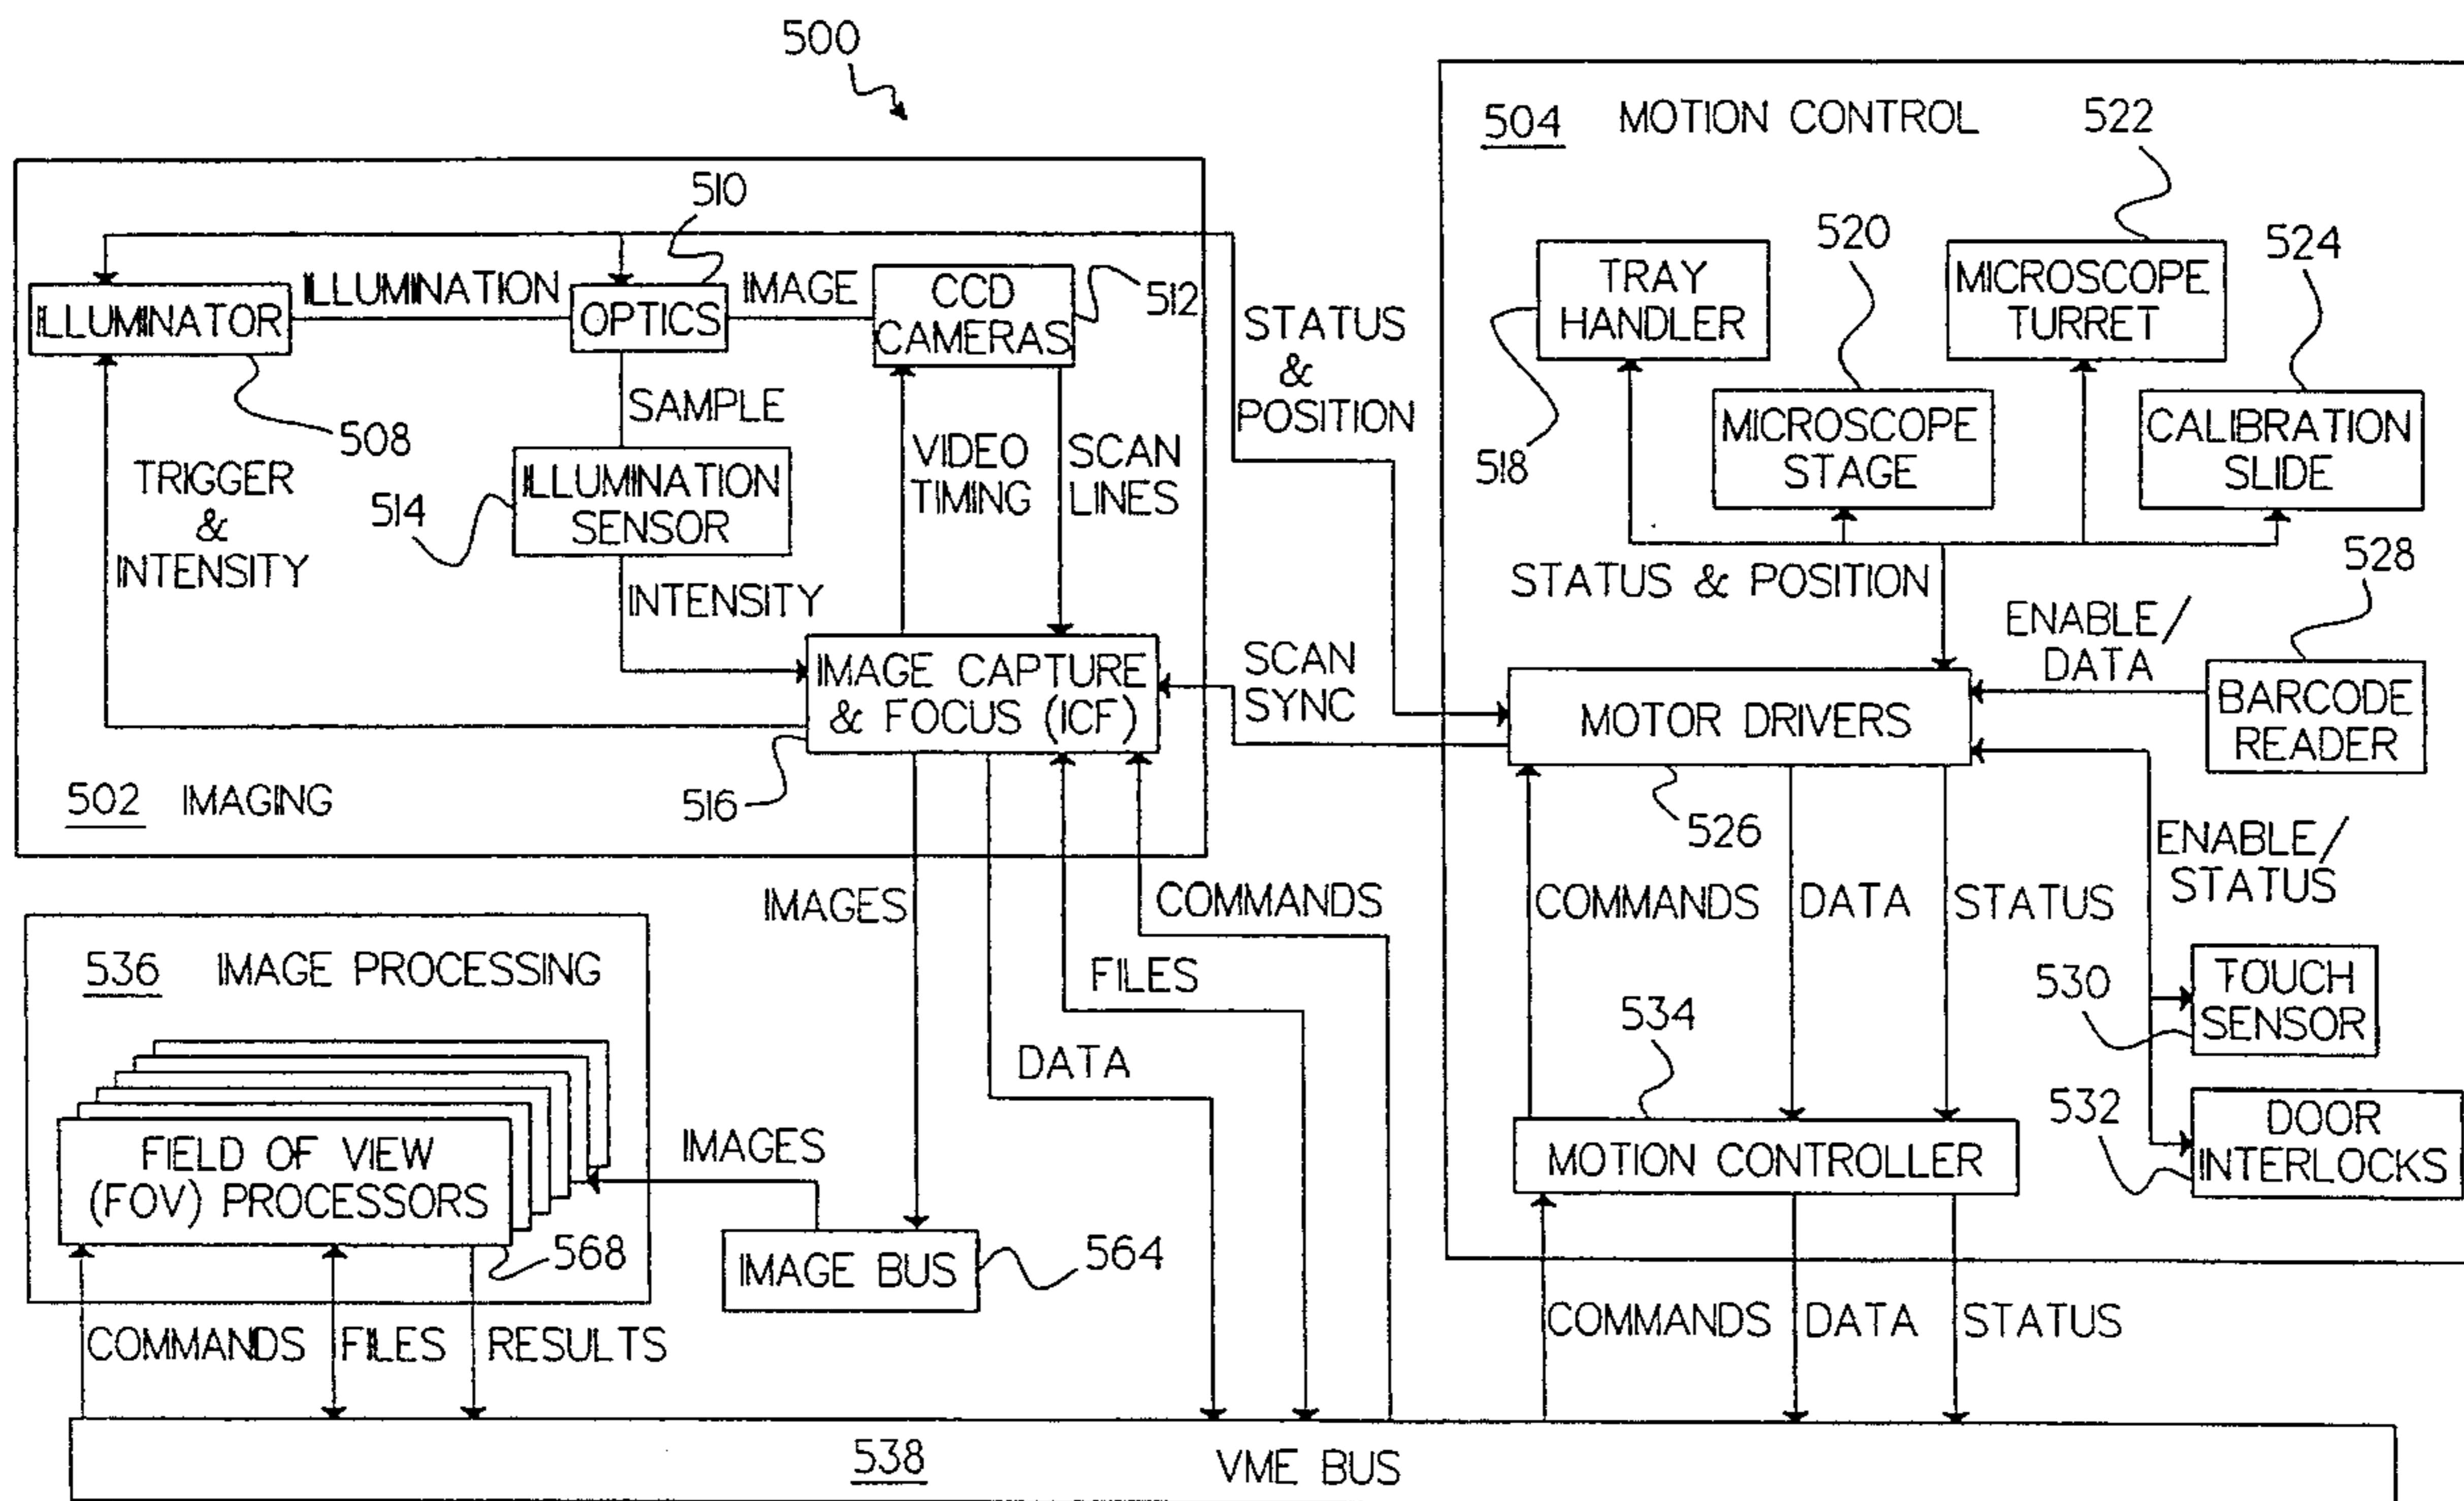 500
504 MOTION CONTROL
522
510
520
524
ILLUMINATOR
ILLUMINATION
OPTICS
IMAGE
CCD
CAMERAS
512
508
SAMPLE
TRIGGER
&
INTENSITY
514
ILLUMINATION
SENSOR
VIDEO
TIMING
SCAN
LINES
INTENSITY
IMAGE CAPTURE
& FOCUS (ICF)
516
502 IMAGING
STATUS
&
POSITION
SCAN
SYNC
TRAY
HANDLER
518
MICROSCOPE
STAGE
MICROSCOPE
TURRET
CALIBRATION
SLIDE
STATUS & POSITION
528
ENABLE/
DATA
BARCODE
READER
MOTOR DRIVERS
526
ENABLE/
STATUS
COMMANDS
DATA
STATUS
530
TOUCH
SENSOR
534
532
DOOR
INTERLOCKS
MOTION CONTROLLER
COMMANDS
DATA
STATUS
IMAGES
COMMANDS
FILES
DATA
536 IMAGE PROCESSING
FIELD OF VIEW
(FOV) PROCESSORS
568
IMAGES
IMAGE BUS
564
COMMANDS
FILES
RESULTS
538 VME BUS